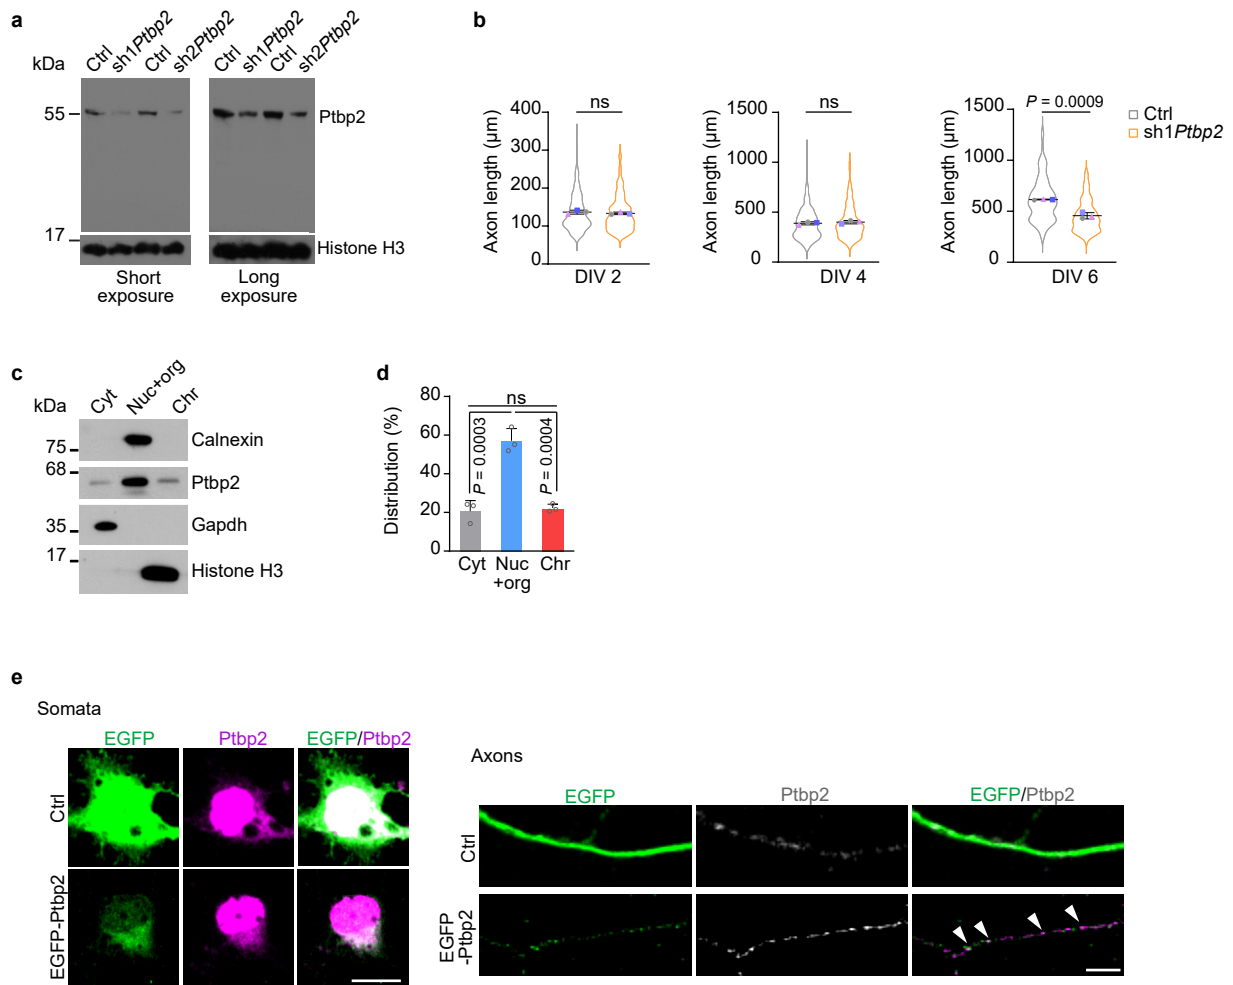 a
kDa
Ctrl
sh1Ptbp2
Ctrl
sh2Ptbp2
Ctrl
sh1Ptbp2
Ctrl
sh2Ptbp2
55
Ptbp2
17
Histone H3
Short
exposure
Long
exposure
b
Axon length (µm)
400
300
200
100
0
ns
DIV 2
Axon length (µm)
1500
1000
500
0
ns
DIV 4
Axon length (µm)
1500
1000
500
0
P = 0.0009
DIV 6
Ctrl
sh1Ptbp2
c
kDa
Cyt
Nuc+org
Chr
75
Calnexin
68
Ptbp2
35
Gapdh
17
Histone H3
d
Distribution (%)
80
60
40
20
0
ns
P = 0.0003
P = 0.0004
Cyt
Nuc
+org
Chr
e
Somata
EGFP
Ptbp2
EGFP/Ptbp2
Ctrl
EGFP-Ptbp2
Axons
EGFP
Ptbp2
EGFP/Ptbp2
Ctrl
EGFP
-Ptbp2